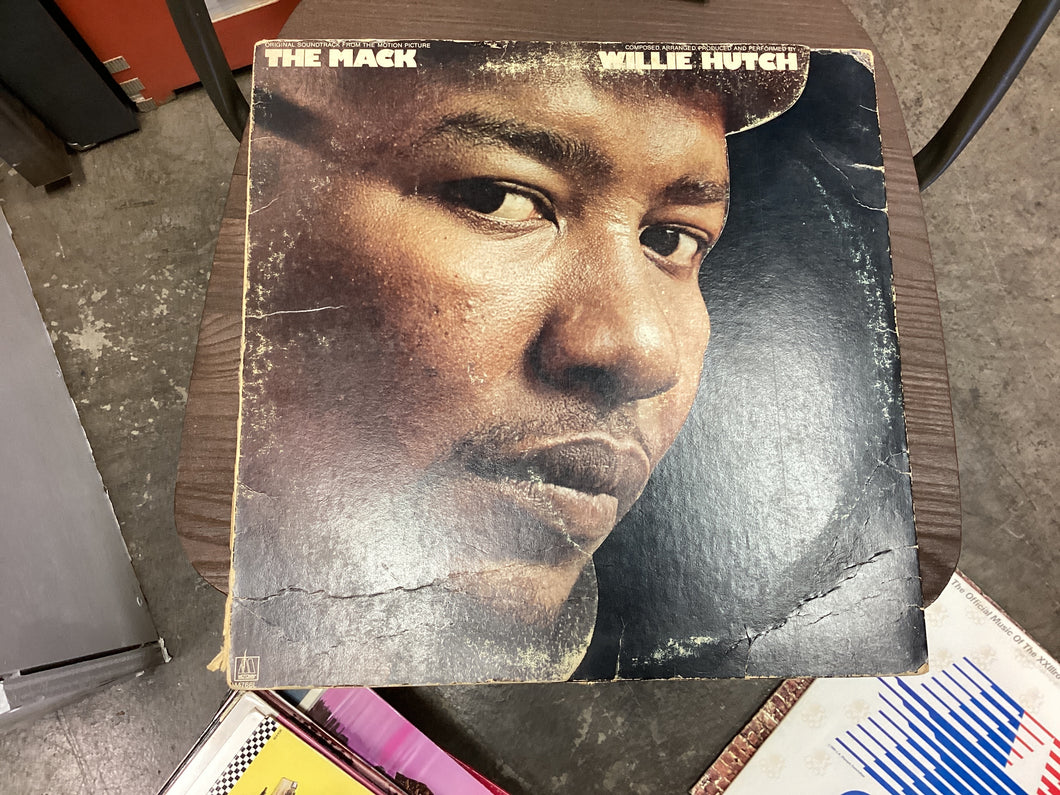 ORIGINAL SOUNDTRACK FROM THE MOTION PICTURE
THE MACK
COMPOSED, ARRANGED, PRODUCED AND PERFORMED BY
WILLIE HUTCH
The Official Music Of The